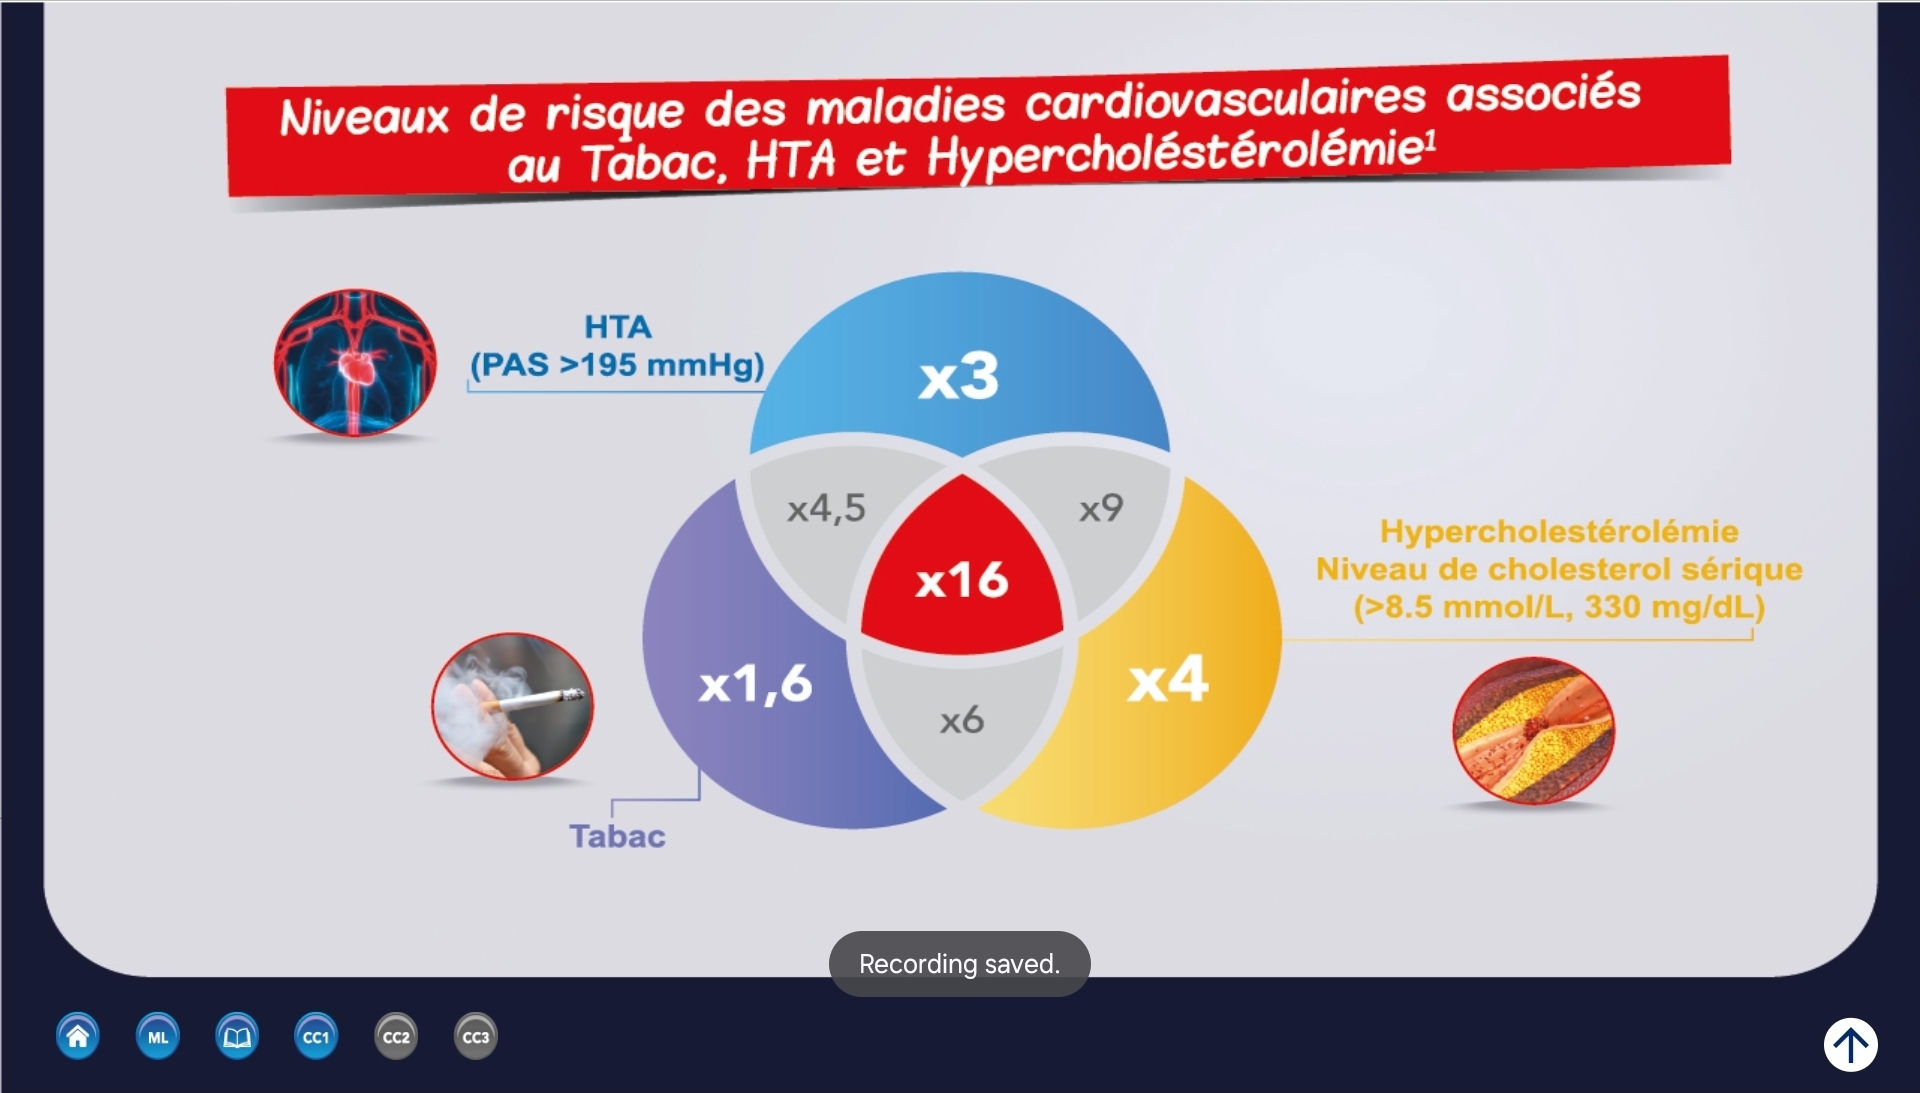 Niveaux de risque des maladies cardiovasculaires associés
au Tabac, HTA et Hypercholéstérolémie¹
HTA
(PAS >195 mmHg)
x3
x4,5
x9
x16
Hypercholestérolémie
Niveau de cholesterol sérique
(>8.5 mmol/L, 330 mg/dL)
x1,6
x4
x6
Tabac
Recording saved.
ML
CC1
CC2
CC3